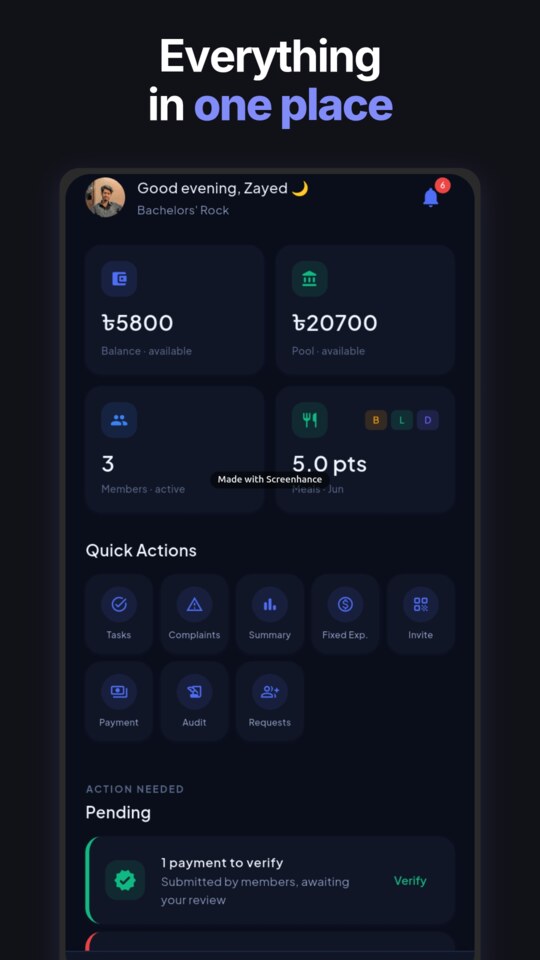 Everything
in one place
Good evening, Zayed 🌙
6
Bachelors' Rock
৳5800
৳20700
Balance · available
Pool · available
B L D
3
5.0 pts
Made with Screenhance
Members · active
Meals · Jun
Quick Actions
Tasks
Complaints
Summary
Fixed Exp.
Invite
Payment
Audit
Requests
ACTION NEEDED
Pending
1 payment to verify
Submitted by members, awaiting
your review
Verify